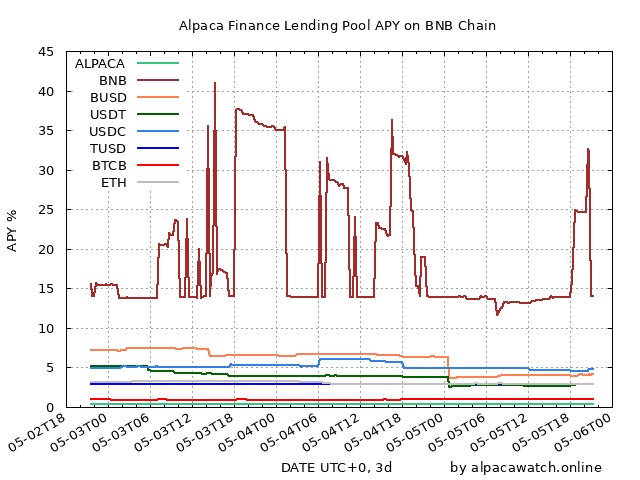 Alpaca Finance Lending Pool APY on BNB Chain
45
40
35
30
25
20
15
10
5
0
APY %
ALPACA
BNB
BUSD
USDT
USDC
TUSD
BTCB
ETH
05-02T18
05-03T00
05-03T06
05-03T12
05-03T18
05-04T00
05-04T06
05-04T12
05-04T18
05-05T00
05-05T06
05-05T12
05-05T18
05-06T00
DATE UTC+0, 3d
by alpacawatch.online